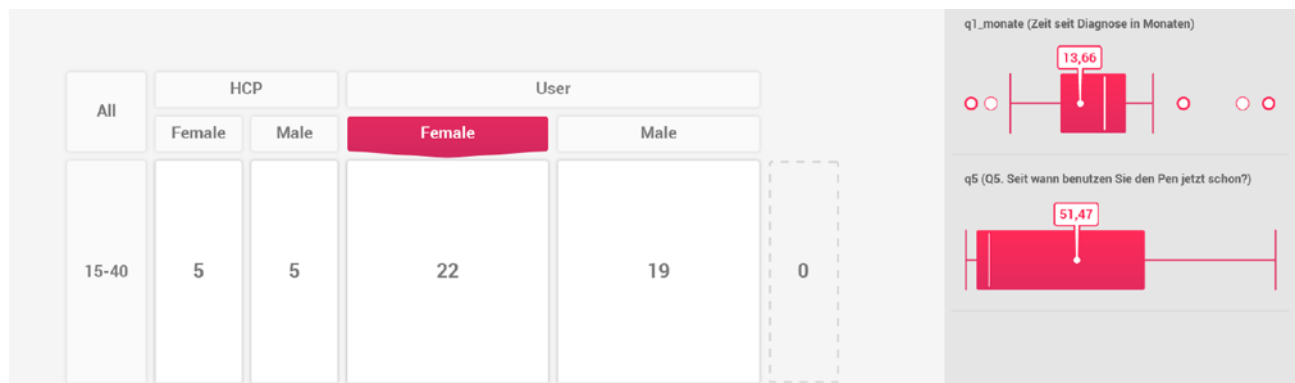 All
HCP
User
Female
Male
Female
Male
15-40
5
5
22
19
0
q1_monate (Zeit seit Diagnose in Monaten)
13,66
q5 (Q5. Seit wann benutzen Sie den Pen jetzt schon?)
51,47